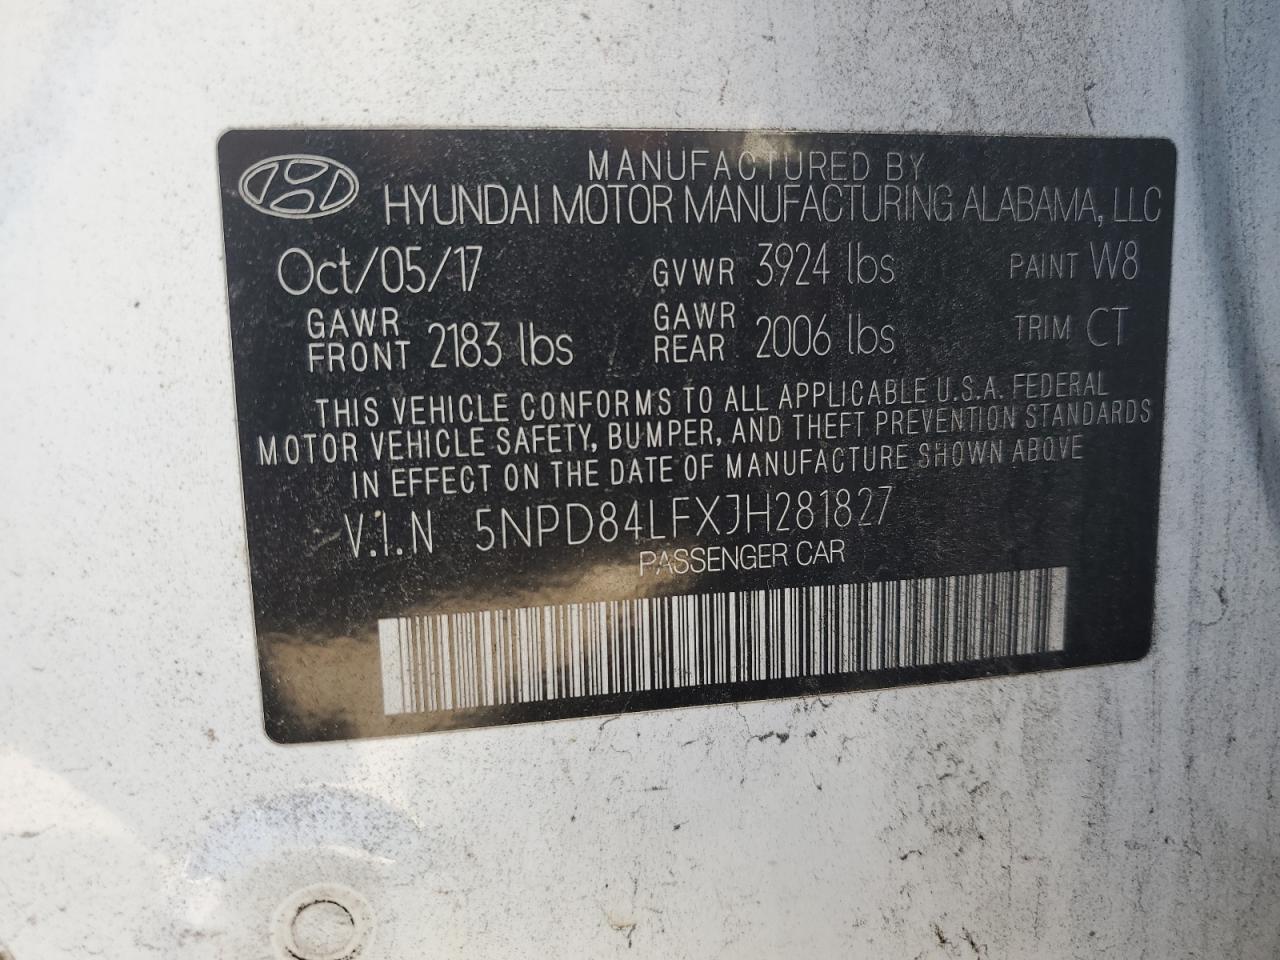 MANUFACTURED BY
HYUNDAI MOTOR MANUFACTURING ALABAMA, LLC
Oct/05/17 GVWR 3924 lbs PAINT W8
GAWR FRONT 2183 lbs GAWR REAR 2006 lbs TRIM CT
THIS VEHICLE CONFORMS TO ALL APPLICABLE U.S.A. FEDERAL
MOTOR VEHICLE SAFETY, BUMPER, AND THEFT PREVENTION STANDARDS
IN EFFECT ON THE DATE OF MANUFACTURE SHOWN ABOVE
V.I.N 5NPD84LFXJH281827
PASSENGER CAR